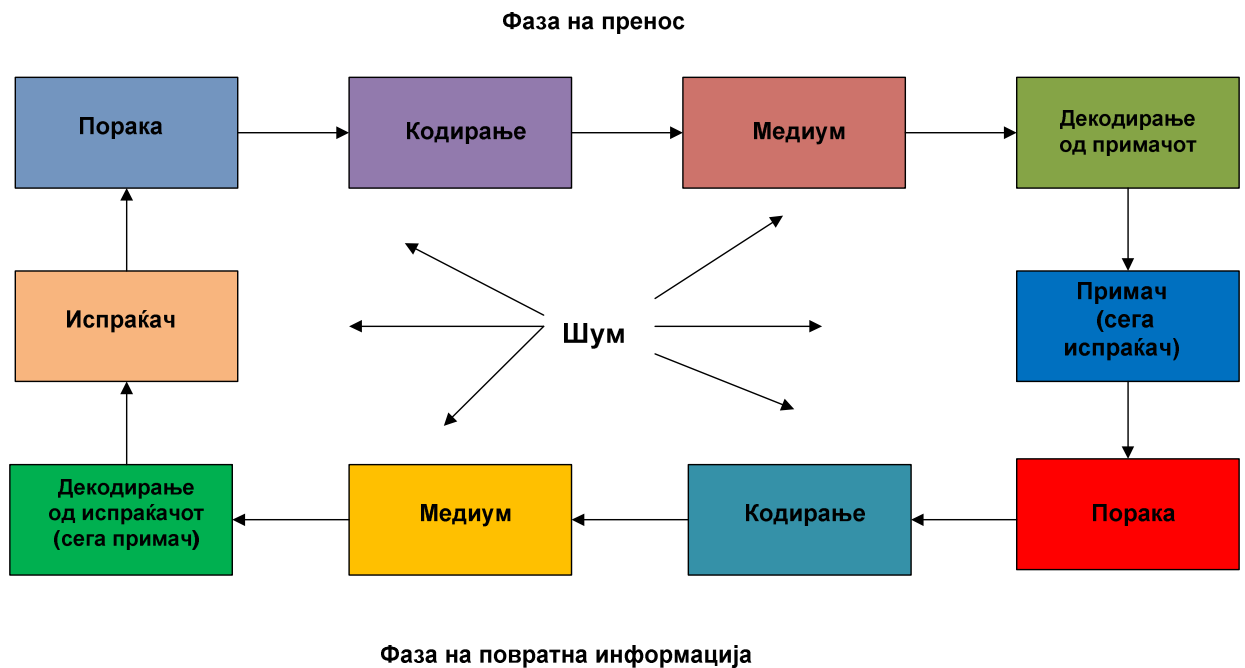 Фаза на пренос
Порака
Кодирање
Медиум
Декодирање
од примачот
Испраќач
Шум
Примач
(сега
испраќач)
Декодирање
од испраќачот
(сега примач)
Медиум
Кодирање
Порака
Фаза на повратна информација